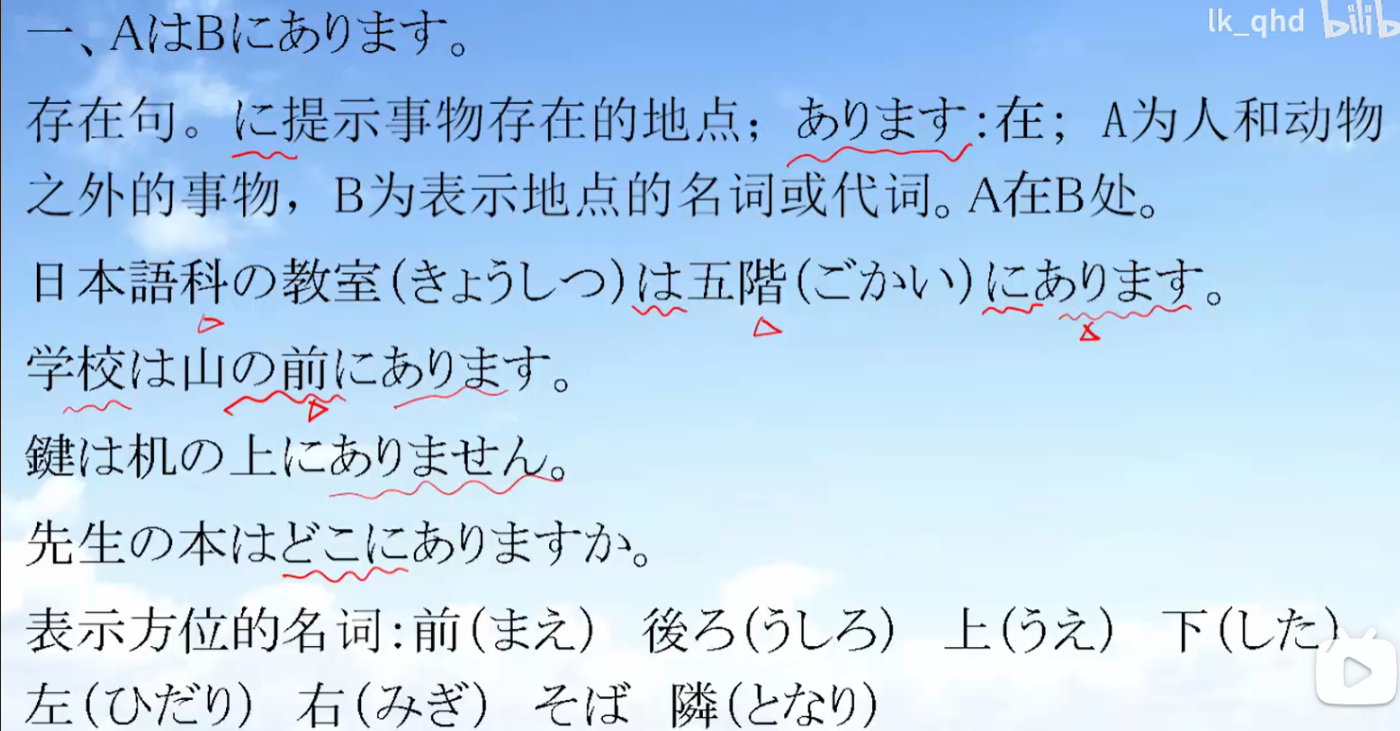 lk_qhd bilib
一、AはBにあります。
存在句。に提示事物存在的地点；あります:在；A为人和动物
之外的事物，B为表示地点的名词或代词。A在B处。
日本語科の教室(きょうしつ)は五階(ごかい)にあります。
学校は山の前にあります。
鍵は机の上にありません。
先生の本はどこにありますか。
表示方位的名词:前(まえ) 後ろ(うしろ) 上(うえ) 下(した)
左(ひだり) 右(みぎ) そば 隣(となり)